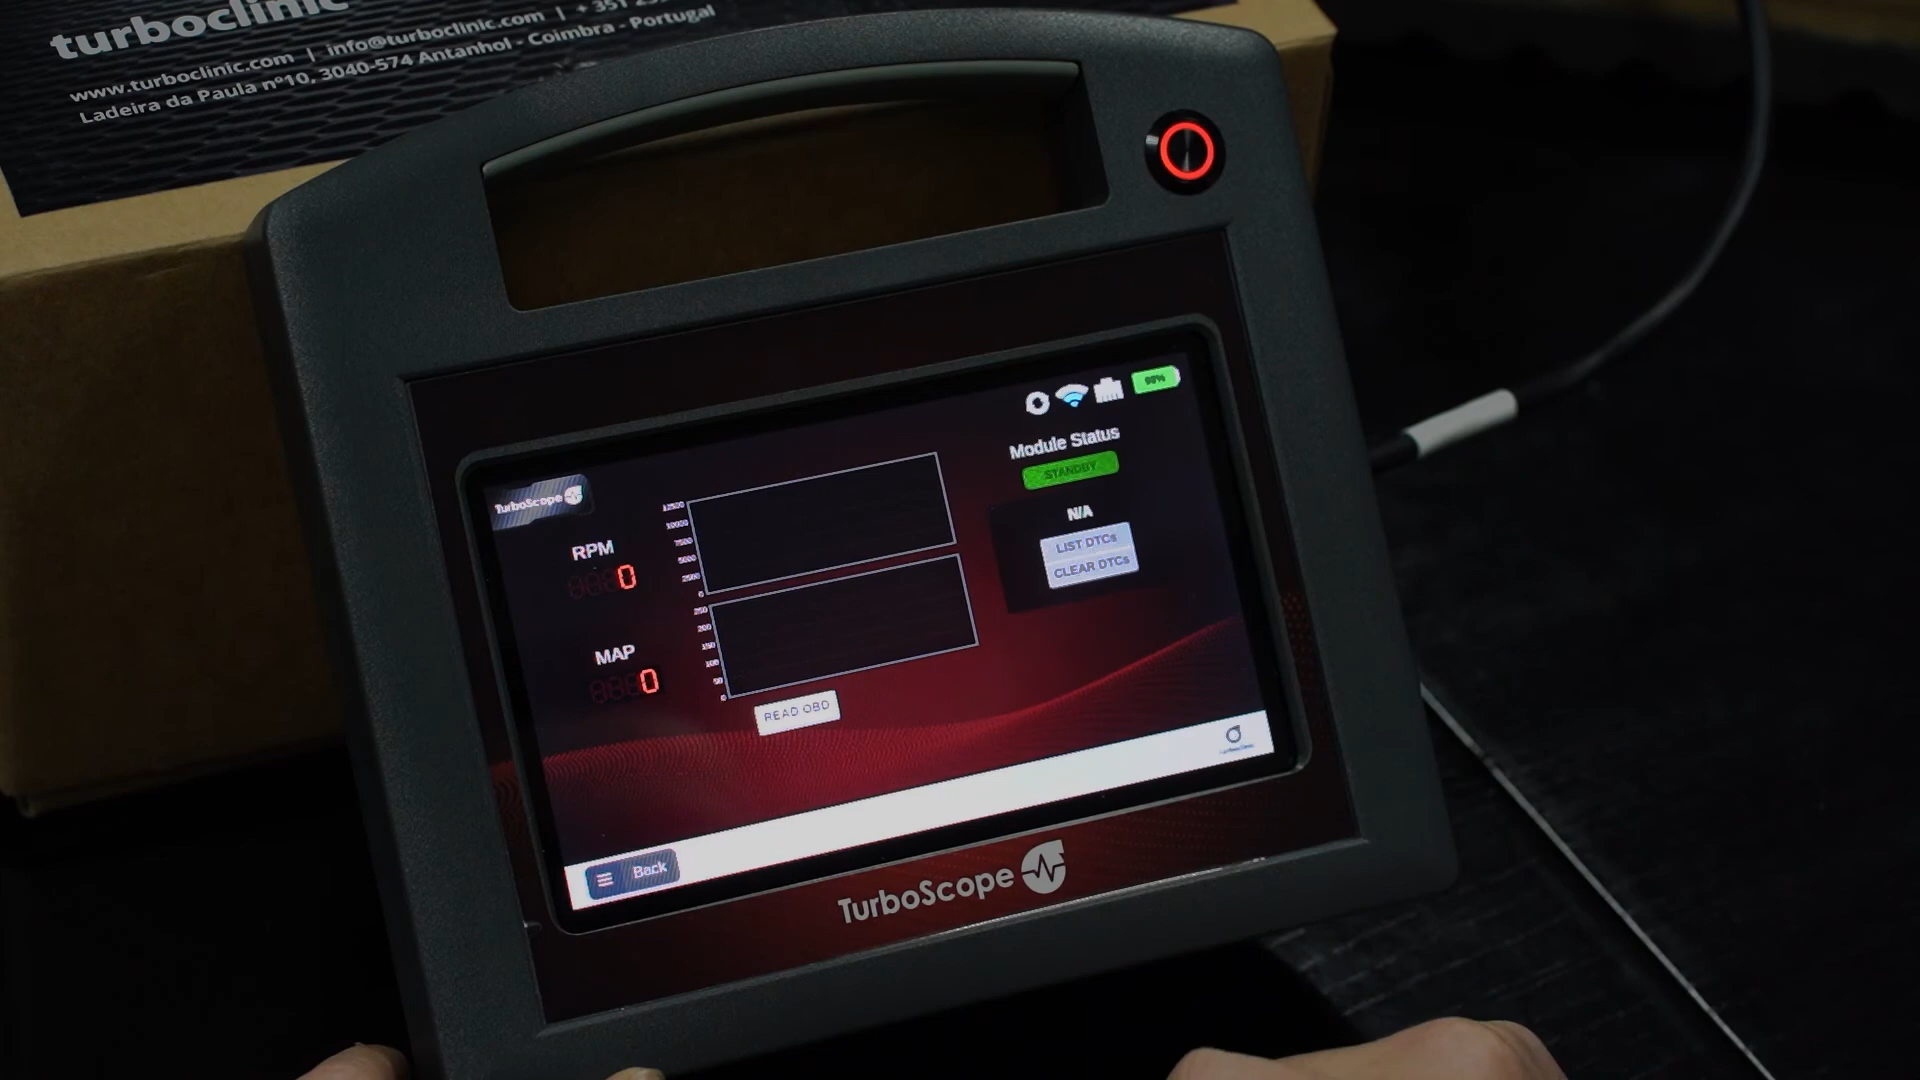 turboclinic
www.turboclinic.com | info@turboclinic.com | + 351
Ladeira da Paula nº10, 3040-574 Antanhol - Coimbra - Portugal
98%
Module Status
STANDBY
TurboScope
N/A
LIST DTCs
CLEAR DTCs
RPM
0
12500
10000
7500
5000
2500
0
MAP
0
250
200
150
100
50
0
READ OBD
Back
TurboScope